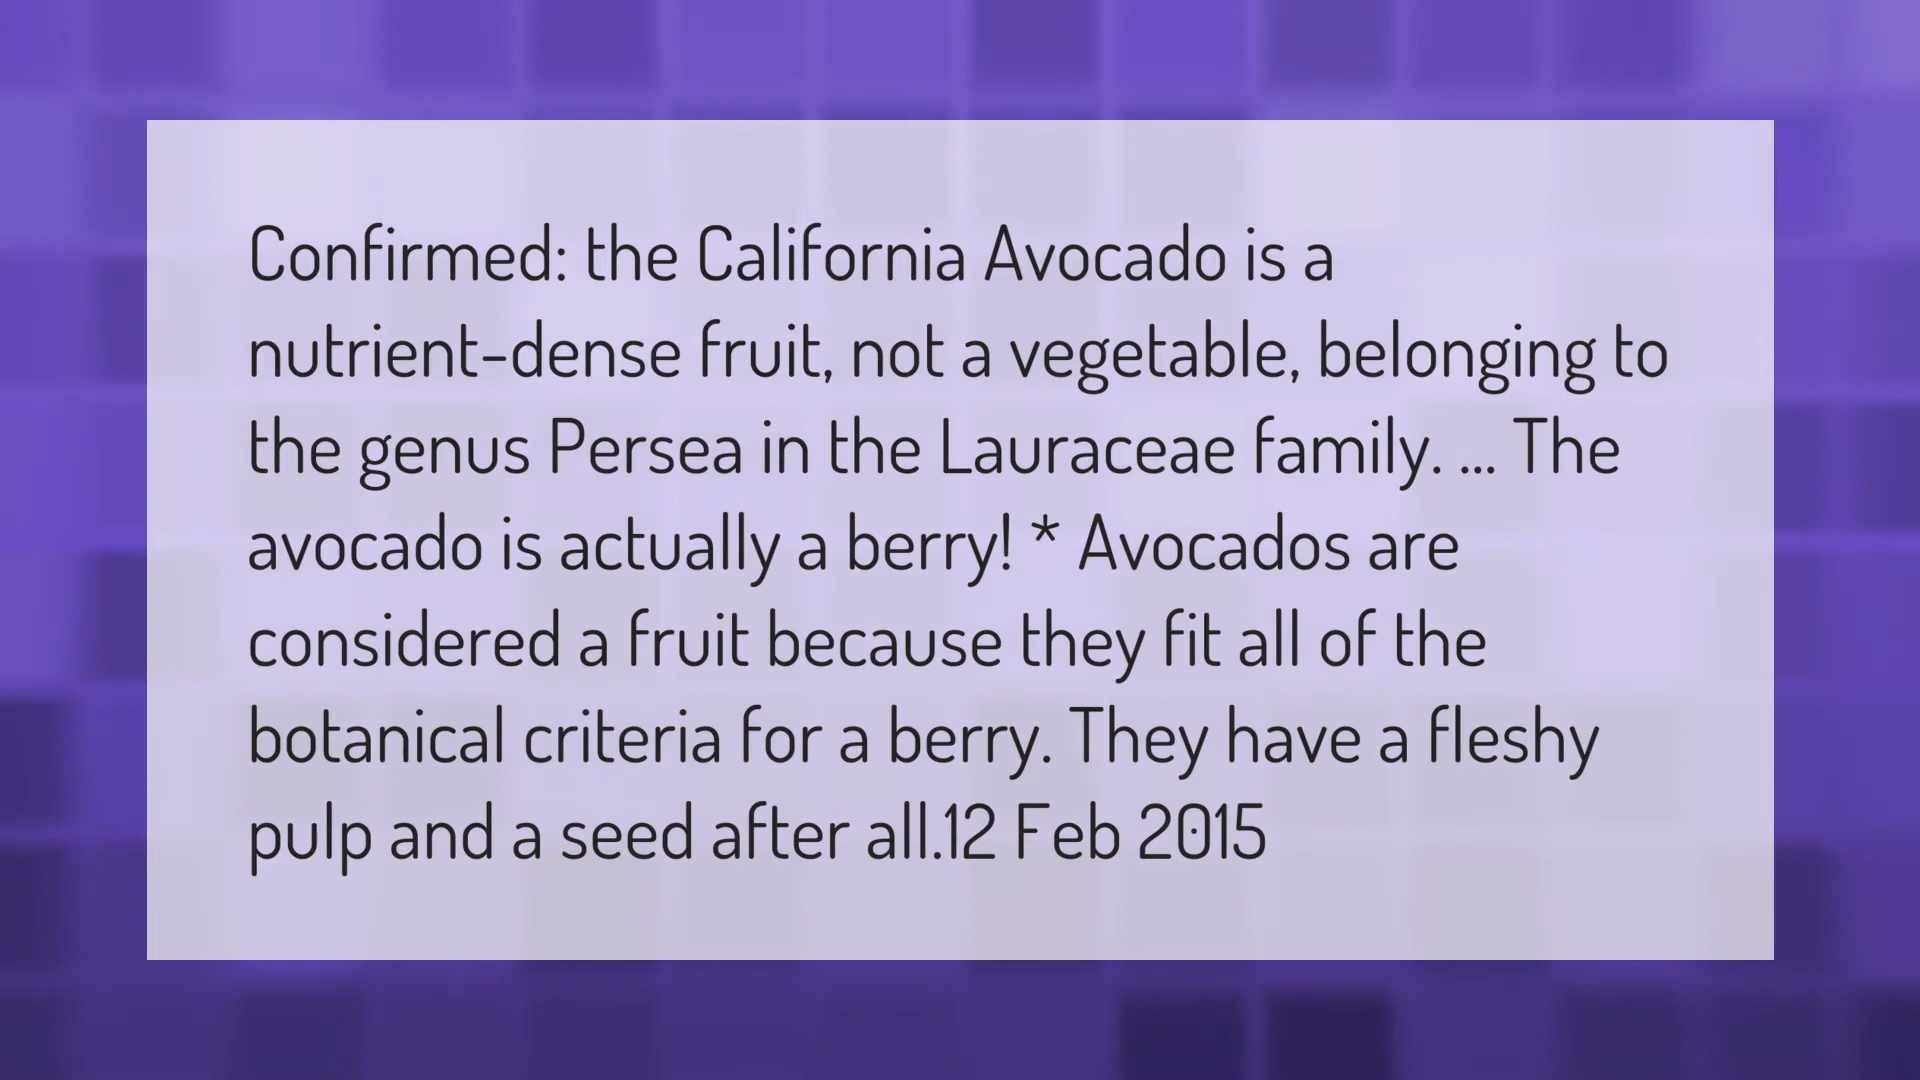 Confirmed: the California Avocado is a
nutrient-dense fruit, not a vegetable, belonging to
the genus Persea in the Lauraceae family. ... The
avocado is actually a berry! * Avocados are
considered a fruit because they fit all of the
botanical criteria for a berry. They have a fleshy
pulp and a seed after all.12 Feb 2015